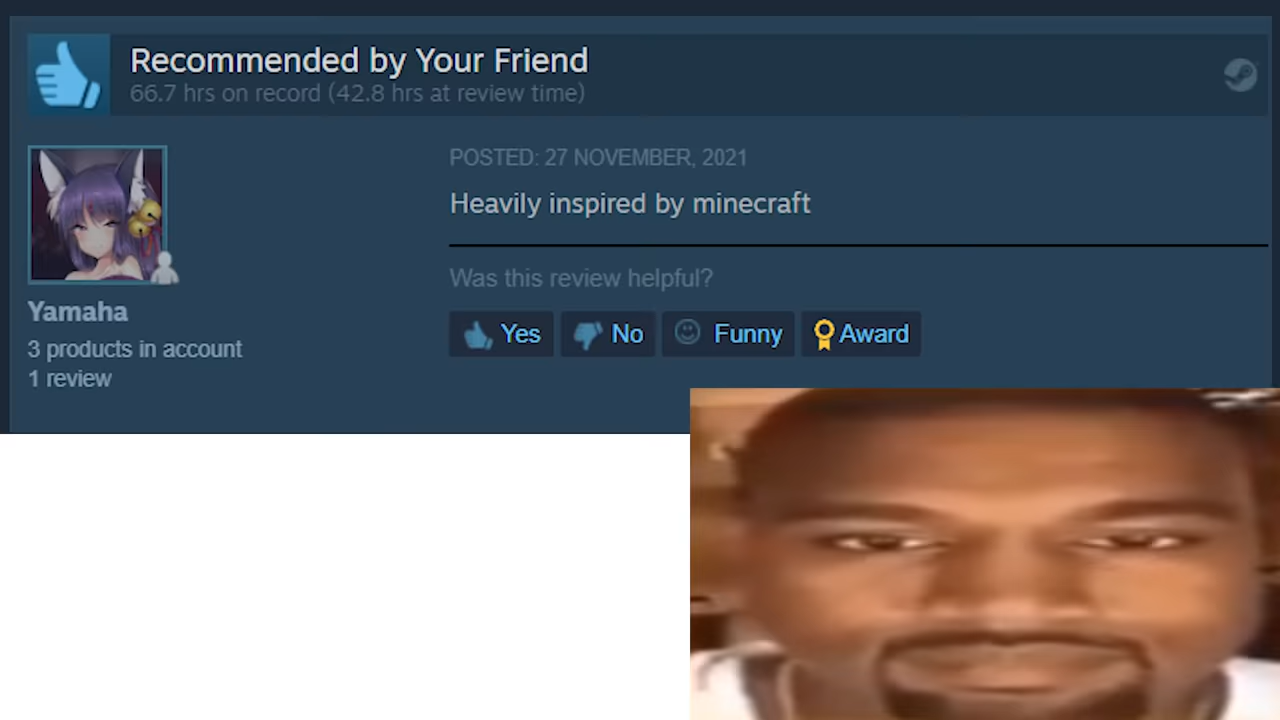 Recommended by Your Friend
66.7 hrs on record (42.8 hrs at review time)
POSTED: 27 NOVEMBER, 2021
Heavily inspired by minecraft
Was this review helpful?
Yes No Funny Award
Yamaha
3 products in account
1 review